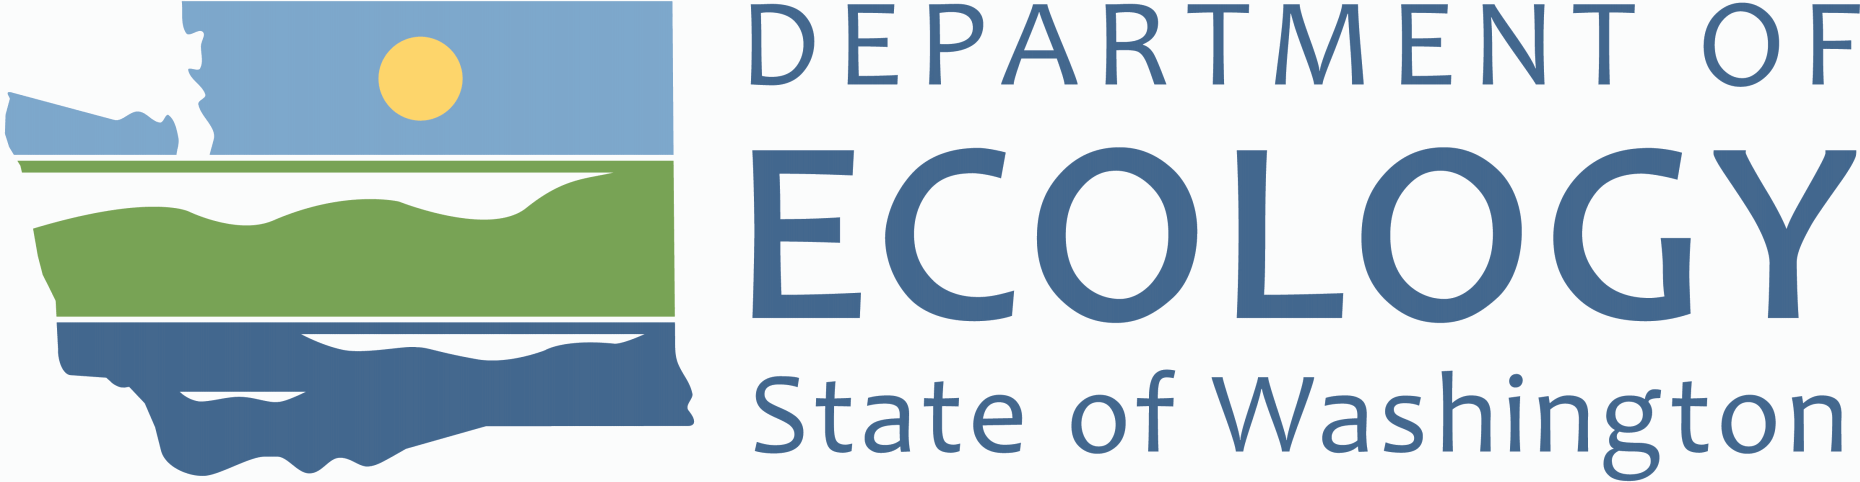 DEPARTMENT OF
ECOLOGY
State of Washington